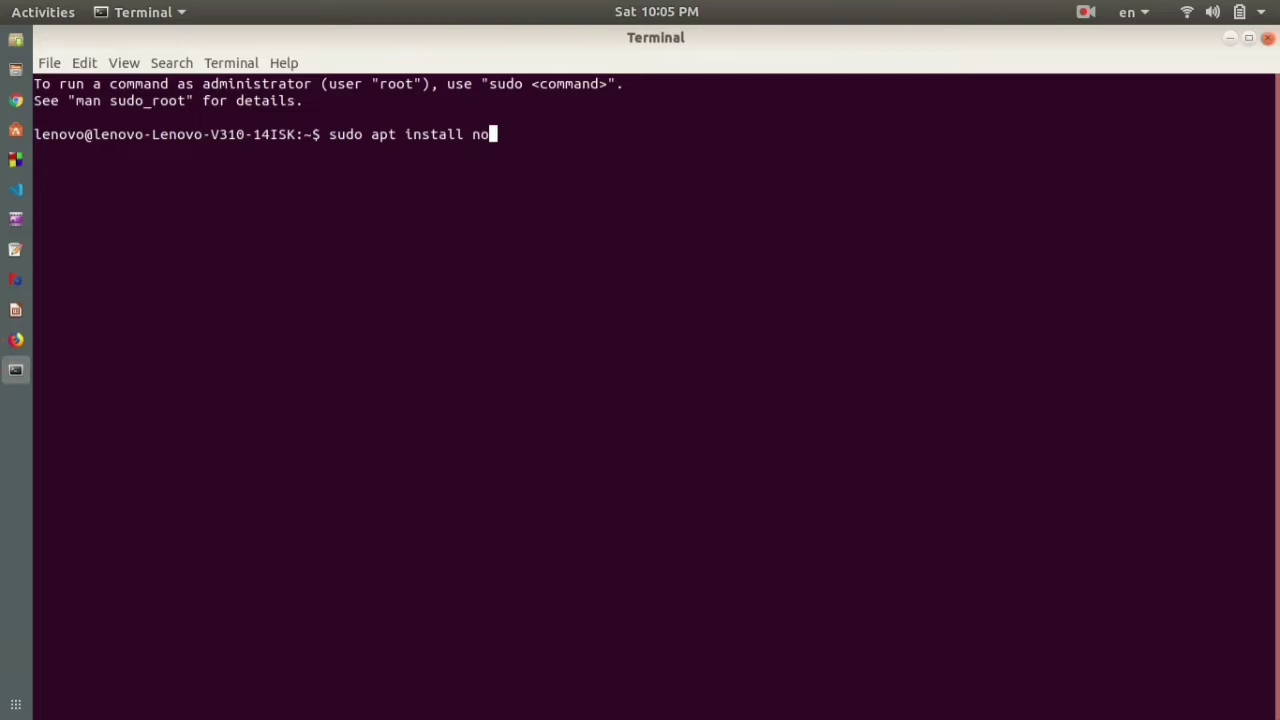 Activities Terminal Sat 10:05 PM en
Terminal
File Edit View Search Terminal Help
To run a command as administrator (user "root"), use "sudo <command>".
See "man sudo_root" for details.
lenovo@lenovo-Lenovo-V310-14ISK:~$ sudo apt install no